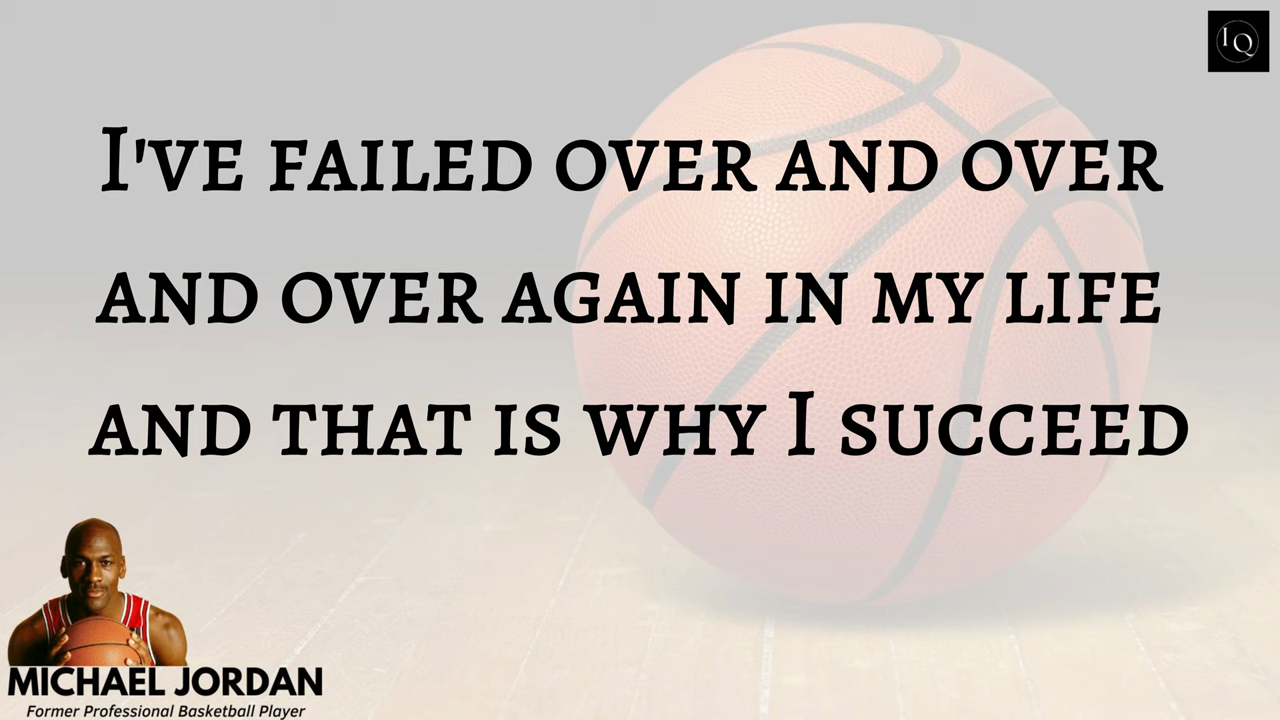 IQ
I've failed over and over
and over again in my life
and that is why I succeed
MICHAEL JORDAN
Former Professional Basketball Player